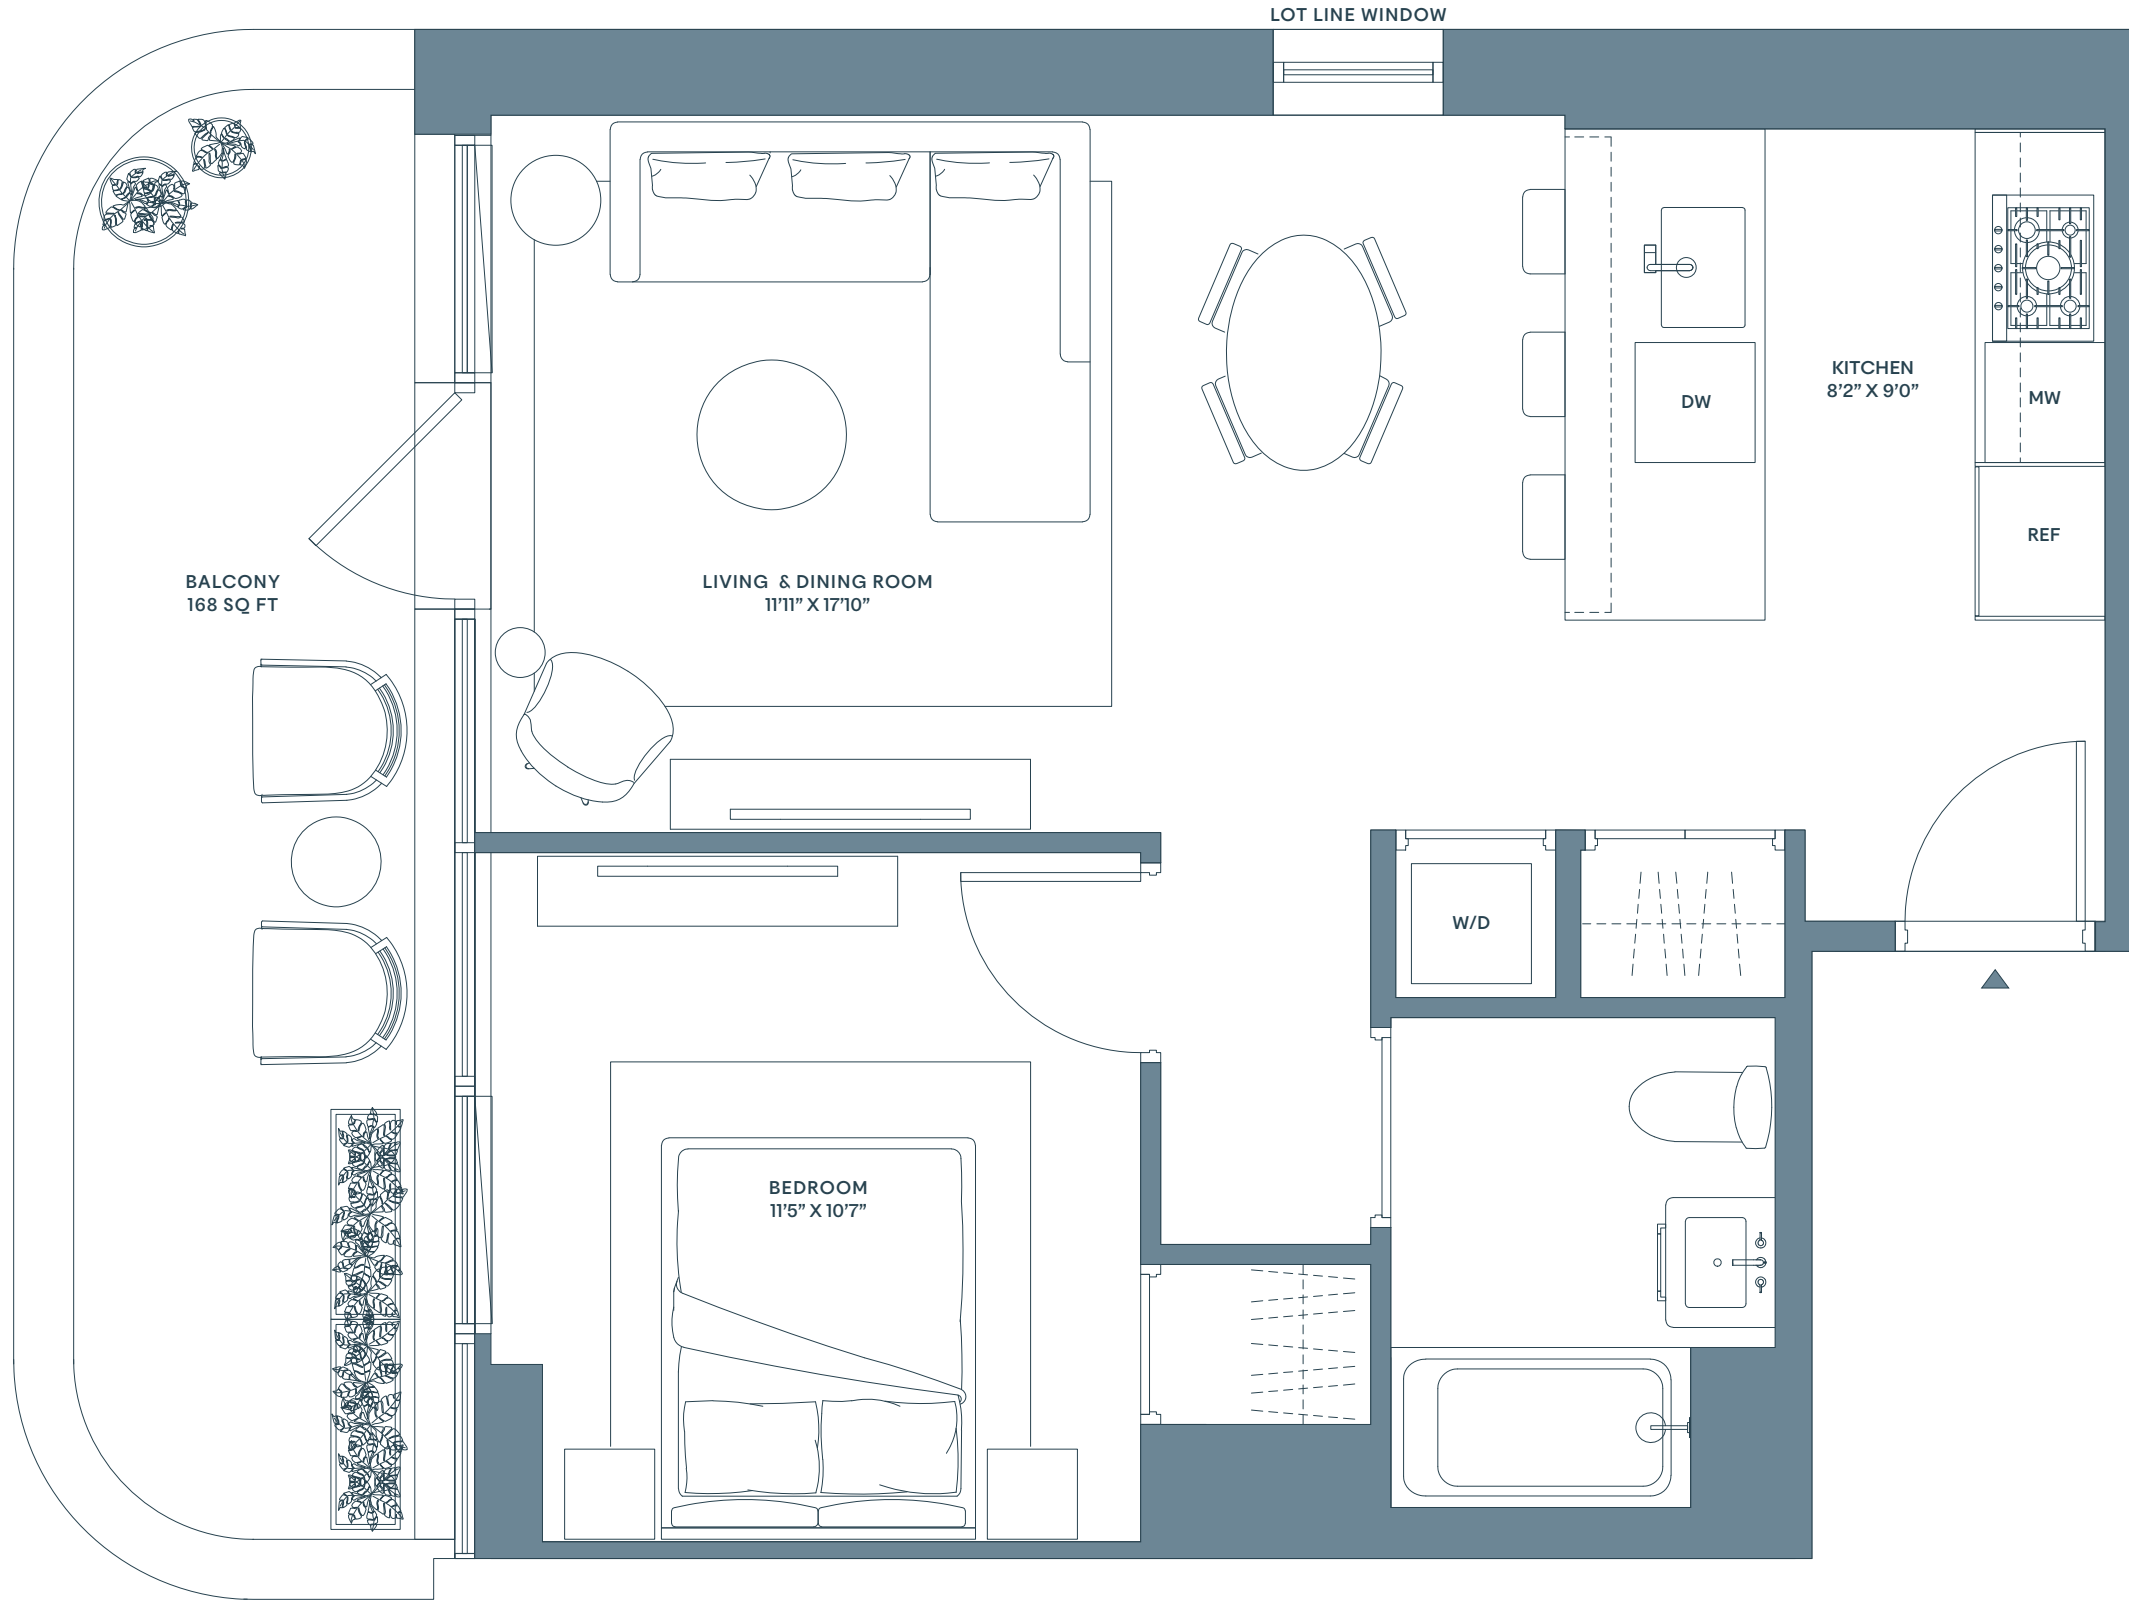 LOT LINE WINDOW
KITCHEN
8’2” X 9’0”
DW
MW
REF
BALCONY
168 SQ FT
LIVING & DINING ROOM
11’11” X 17’10”
W/D
BEDROOM
11’5” X 10’7”